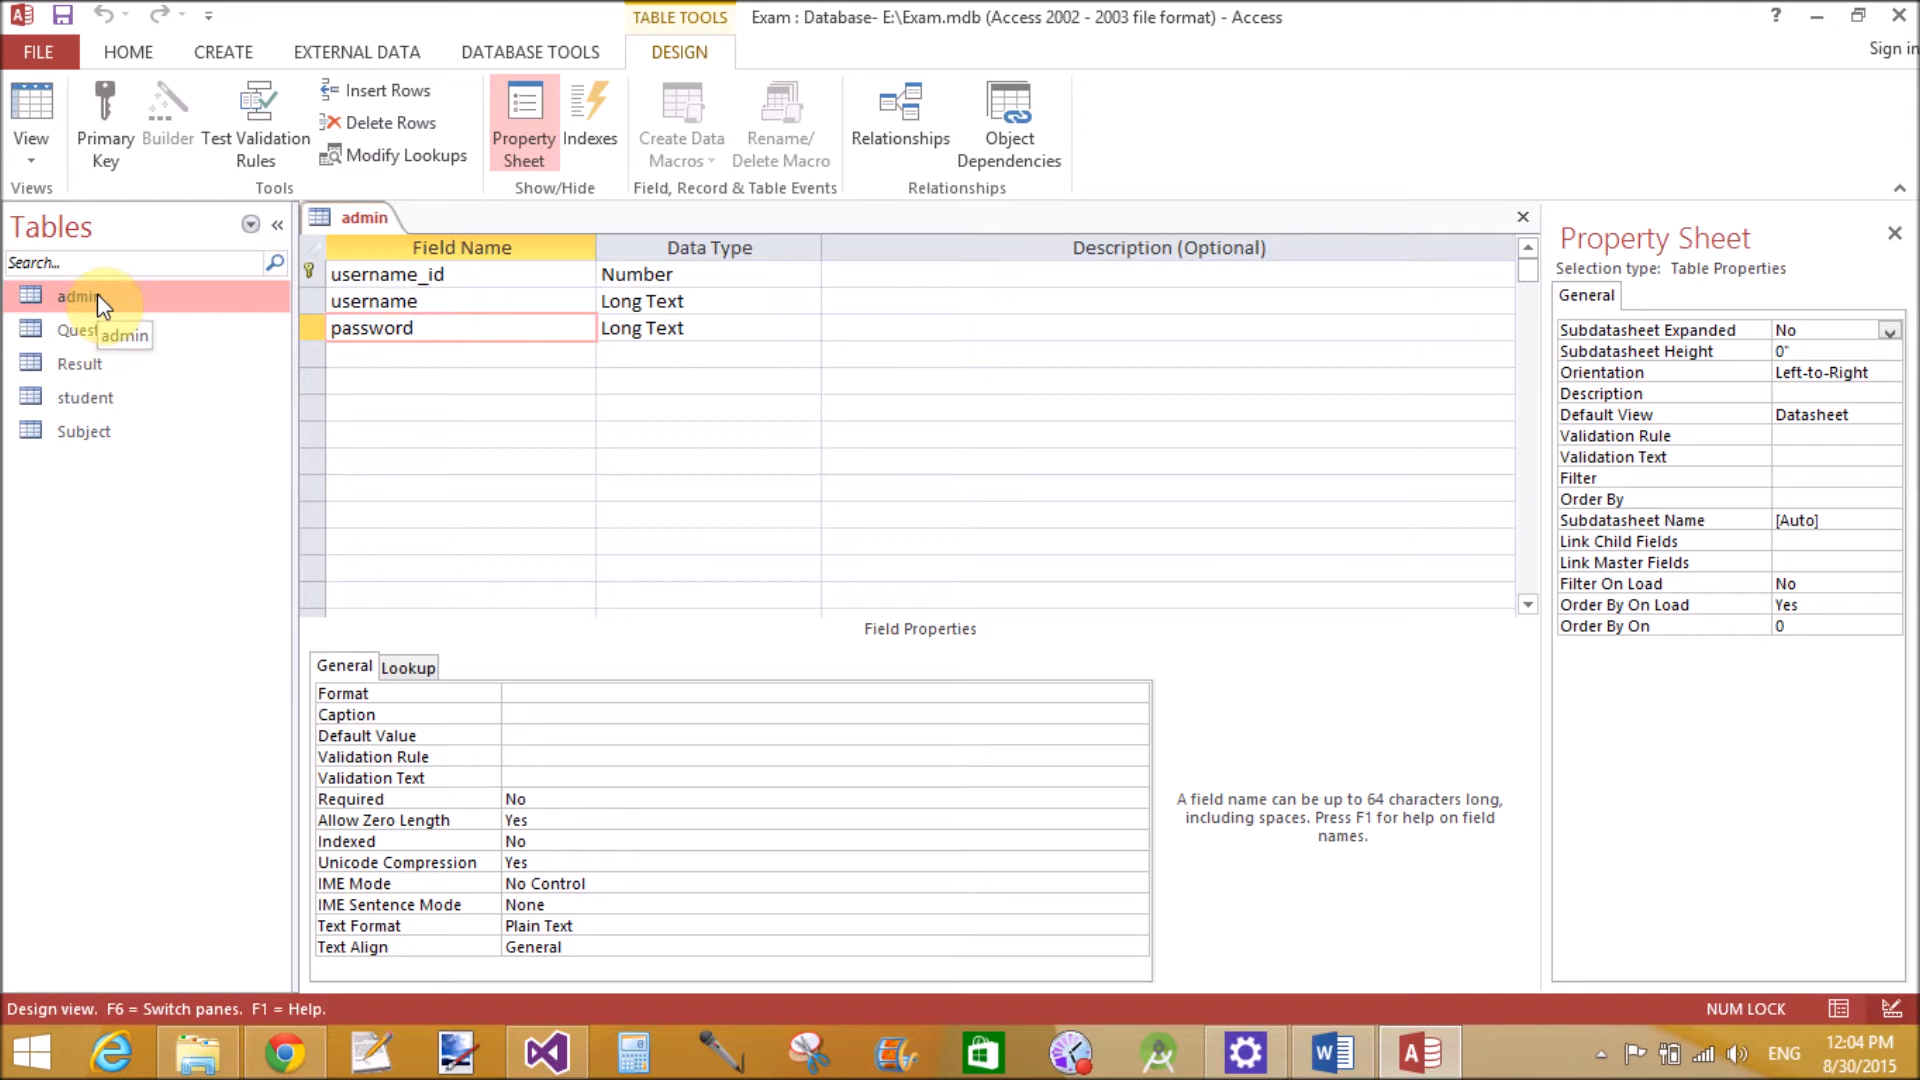 TABLE TOOLS
Exam : Database- E:\Exam.mdb (Access 2002 - 2003 file format) - Access
?
FILE
HOME
CREATE
EXTERNAL DATA
DATABASE TOOLS
DESIGN
Sign in
View
Primary Key
Builder
Test Validation Rules
Insert Rows
Delete Rows
Modify Lookups
Property Sheet
Indexes
Create Data Macros
Rename/ Delete Macro
Relationships
Object Dependencies
Views
Tools
Show/Hide
Field, Record & Table Events
Relationships
Tables
Search...
admin
Quest
admin
Result
student
Subject
admin
Field Name
Data Type
Description (Optional)
username_id
Number
username
Long Text
password
Long Text
Field Properties
General
Lookup
Format
Caption
Default Value
Validation Rule
Validation Text
Required No
Allow Zero Length Yes
Indexed No
Unicode Compression Yes
IME Mode No Control
IME Sentence Mode None
Text Format Plain Text
Text Align General
A field name can be up to 64 characters long,
including spaces. Press F1 for help on field
names.
Property Sheet
Selection type: Table Properties
General
Subdatasheet Expanded No
Subdatasheet Height 0"
Orientation Left-to-Right
Description
Default View Datasheet
Validation Rule
Validation Text
Filter
Order By
Subdatasheet Name [Auto]
Link Child Fields
Link Master Fields
Filter On Load No
Order By On Load Yes
Order By On 0
Design view. F6 = Switch panes. F1 = Help.
NUM LOCK
ENG
12:04 PM
8/30/2015